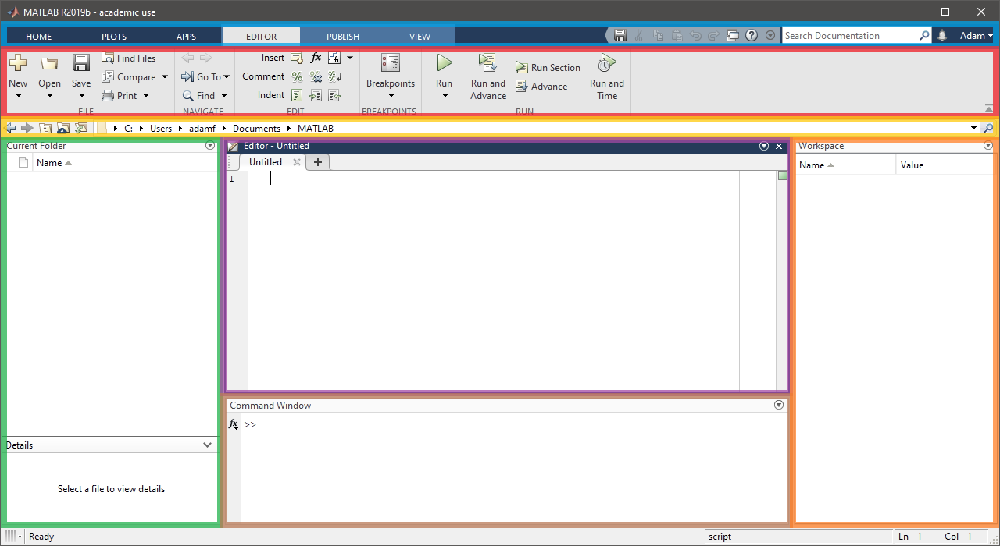 MATLAB R2019b - academic use
HOME PLOTS APPS EDITOR PUBLISH VIEW Search Documentation Adam
New Open Save Find Files Compare Print
FILE
Go To Find
NAVIGATE
Insert fx
Comment
Indent
EDIT
Breakpoints
BREAKPOINTS
Run Run and Advance Run Section Advance Run and Time
RUN
C: Users adamf Documents MATLAB
Current Folder
Name
Details
Select a file to view details
Editor - Untitled
Untitled +
1
Command Window
fx >>
Workspace
Name Value
Ready script Ln 1 Col 1